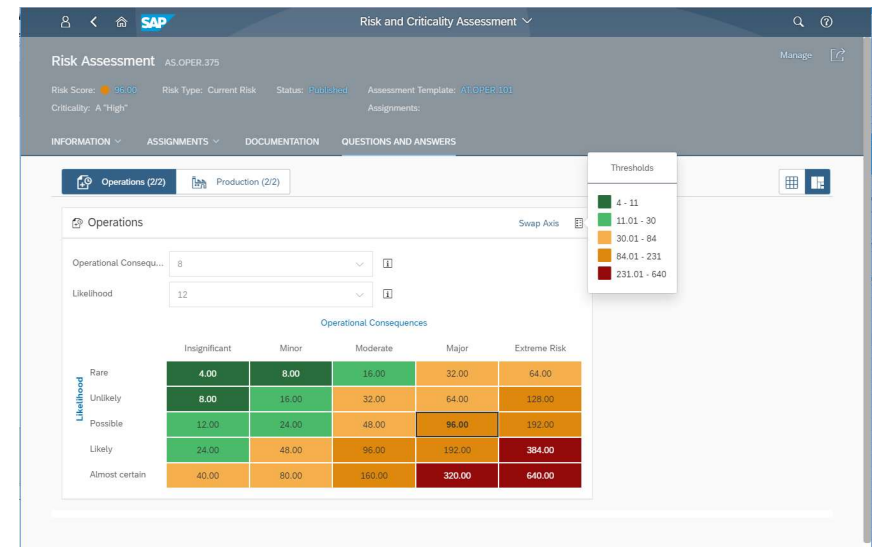 SAP
Risk and Criticality Assessment
Risk Assessment AS.OPER.375
Manage
Risk Score: 96.00 Risk Type: Current Risk Status: Published Assessment Template: AT.OPER.101
Criticality: A "High" Assignments:
INFORMATION ASSIGNMENTS DOCUMENTATION QUESTIONS AND ANSWERS
Operations (2/2) Production (2/2)
Thresholds
4 - 11
11.01 - 30
30.01 - 84
84.01 - 231
231.01 - 640
Operations Swap Axis
Operational Consequ... 8
Likelihood 12
Operational Consequences
Insignificant Minor Moderate Major Extreme Risk
Likelihood
Rare 4.00 8.00 16.00 32.00 64.00
Unlikely 8.00 16.00 32.00 64.00 128.00
Possible 12.00 24.00 48.00 96.00 192.00
Likely 24.00 48.00 96.00 192.00 384.00
Almost certain 40.00 80.00 160.00 320.00 640.00